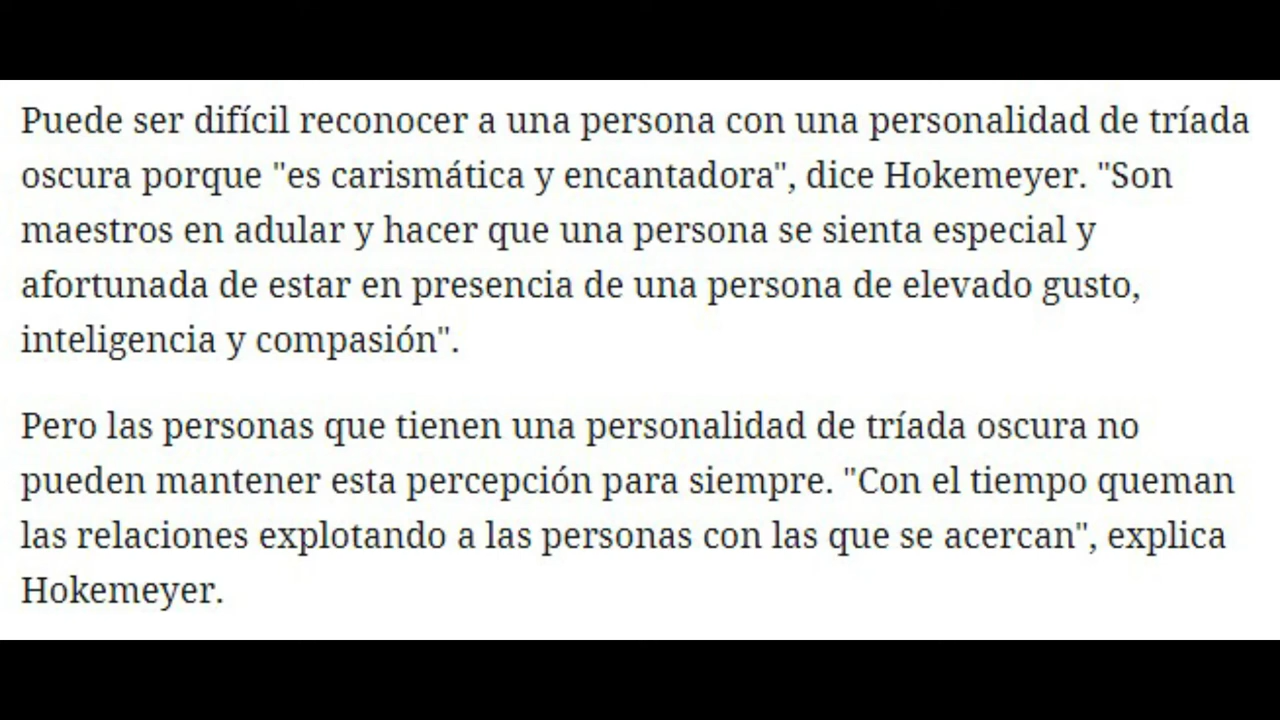 Puede ser difícil reconocer a una persona con una personalidad de tríada
oscura porque "es carismática y encantadora", dice Hokemeyer. "Son
maestros en adular y hacer que una persona se sienta especial y
afortunada de estar en presencia de una persona de elevado gusto,
inteligencia y compasión".
Pero las personas que tienen una personalidad de tríada oscura no
pueden mantener esta percepción para siempre. "Con el tiempo queman
las relaciones explotando a las personas con las que se acercan", explica
Hokemeyer.